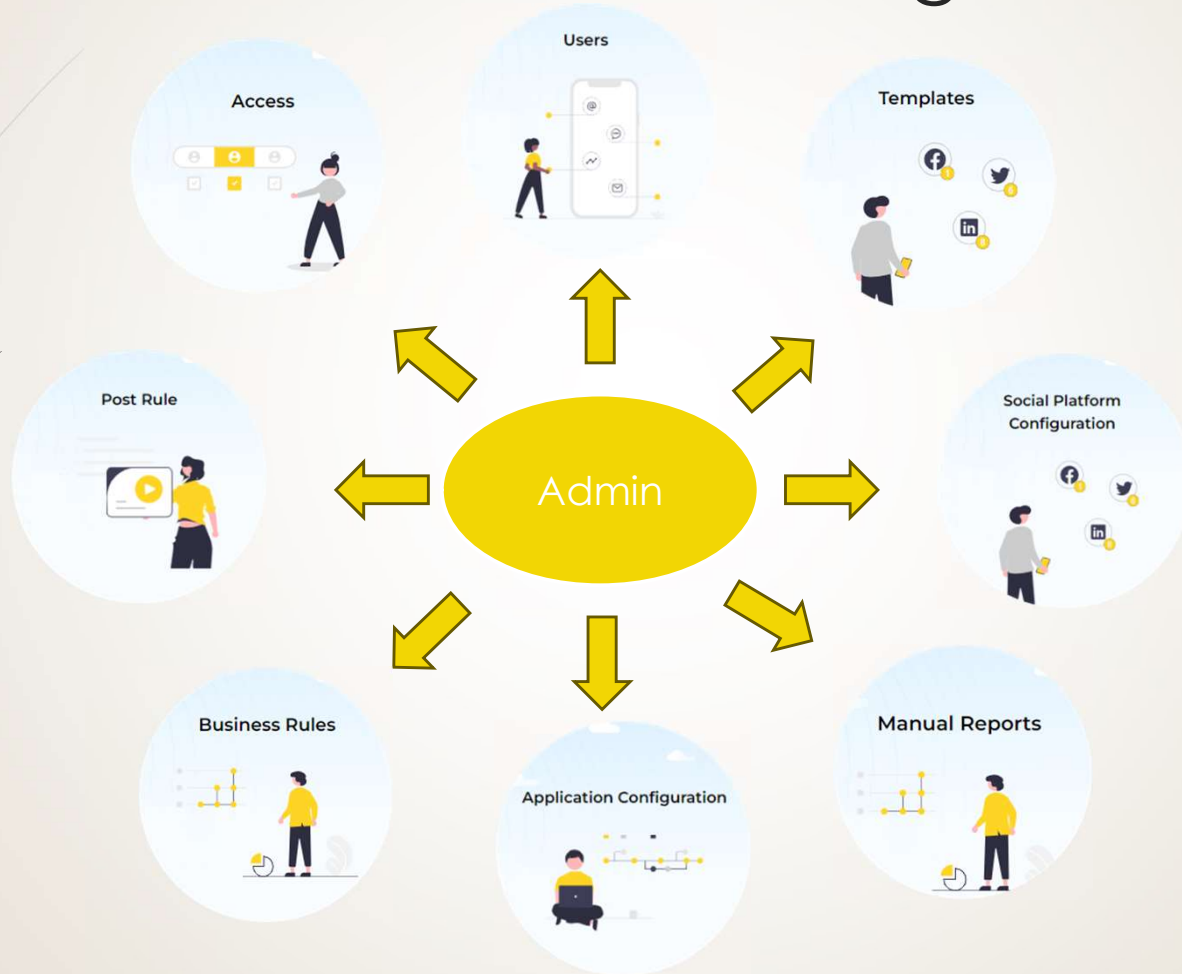 Users
Access
Templates
Post Rule
Social Platform
Configuration
Admin
Business Rules
Manual Reports
Application Configuration